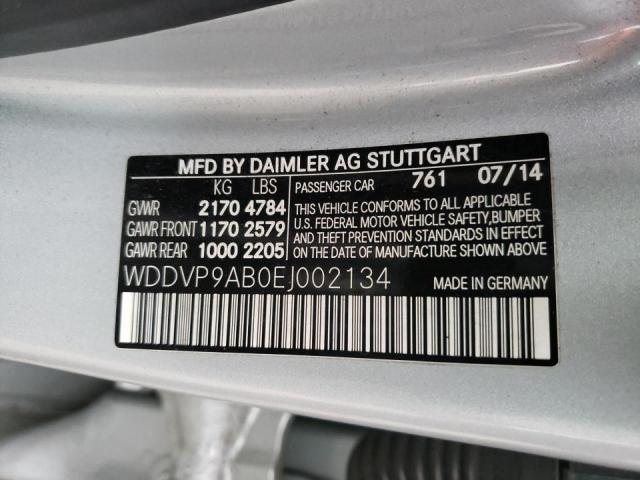 MFD BY DAIMLER AG STUTTGART
KG LBS PASSENGER CAR 761 07/14
GVWR 2170 4784 THIS VEHICLE CONFORMS TO ALL APPLICABLE
GAWR FRONT 1170 2579 U.S. FEDERAL MOTOR VEHICLE SAFETY, BUMPER
GAWR REAR 1000 2205 AND THEFT PREVENTION STANDARDS IN EFFECT
ON THE DATE OF MANUFACTURE SHOWN ABOVE.
WDDVP9AB0EJ002134 MADE IN GERMANY